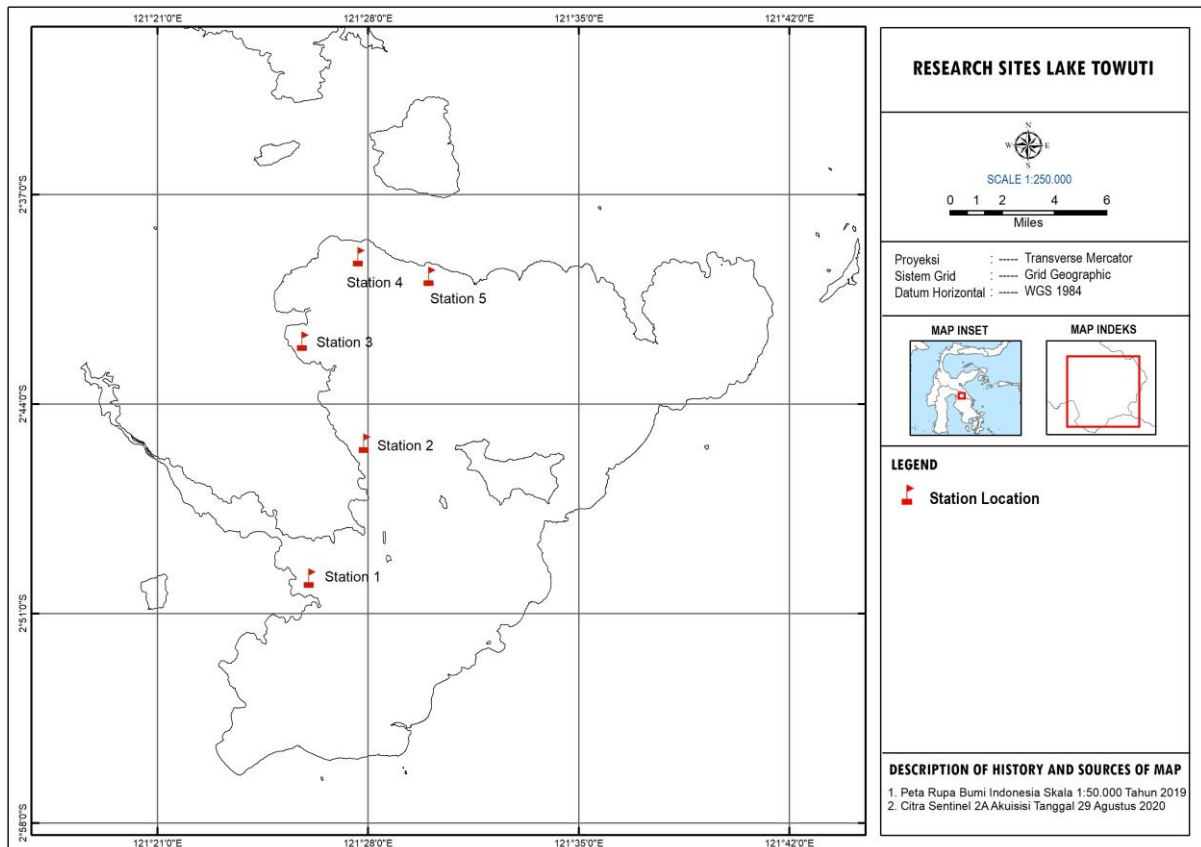 121°21'0"E 121°28'0"E 121°35'0"E 121°42'0"E
2°37'0"S
2°44'0"S
2°51'0"S
2°58'0"S
Station 4
Station 5
Station 3
Station 2
Station 1
121°21'0"E 121°28'0"E 121°35'0"E 121°42'0"E
RESEARCH SITES LAKE TOWUTI
N
W E
S
SCALE 1:250.000
0 1 2 4 6
Miles
Proyeksi : ----- Transverse Mercator
Sistem Grid : ----- Grid Geographic
Datum Horizontal : ----- WGS 1984
MAP INSET MAP INDEKS
LEGEND
Station Location
DESCRIPTION OF HISTORY AND SOURCES OF MAP
1. Peta Rupa Bumi Indonesia Skala 1:50.000 Tahun 2019
2. Citra Sentinel 2A Akuisisi Tanggal 29 Agustus 2020